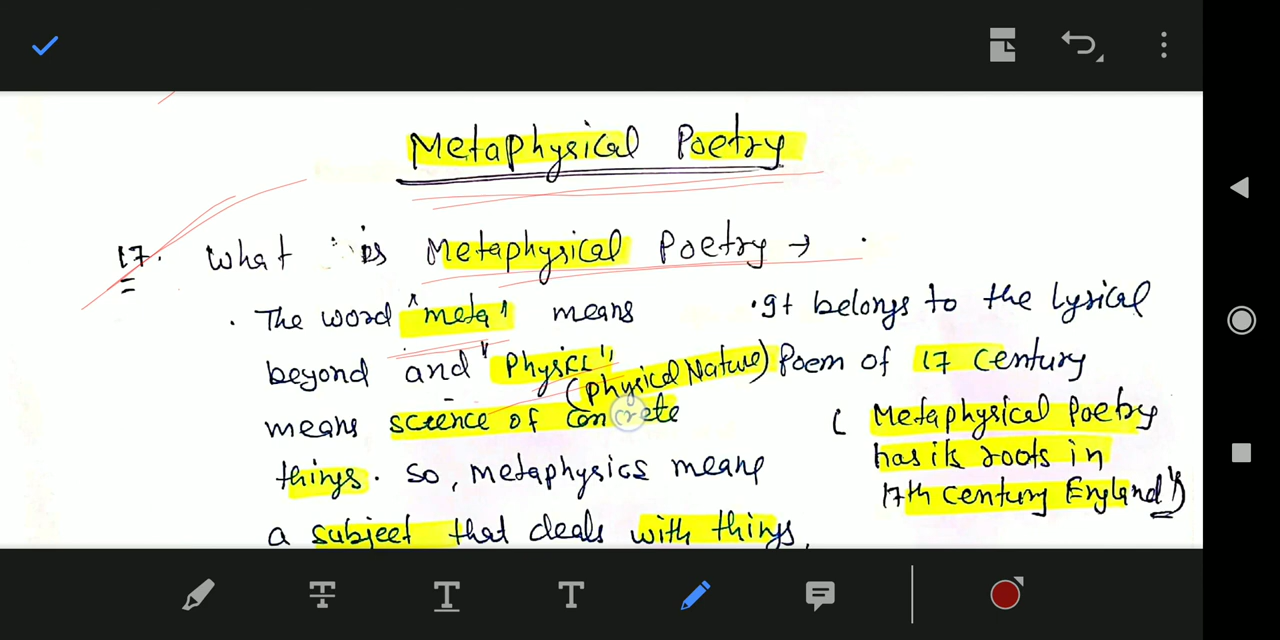 Metaphysical Poetry
17. What is Metaphysical Poetry →
· The word "meta" means
beyond and "Physics"
(Physical Nature)
means science of concrete
things. So, metaphysics means
a subject that deals with things,
· It belongs to the lyrical
Poem of 17 century
( Metaphysical Poetry
has its roots in
17th century England")